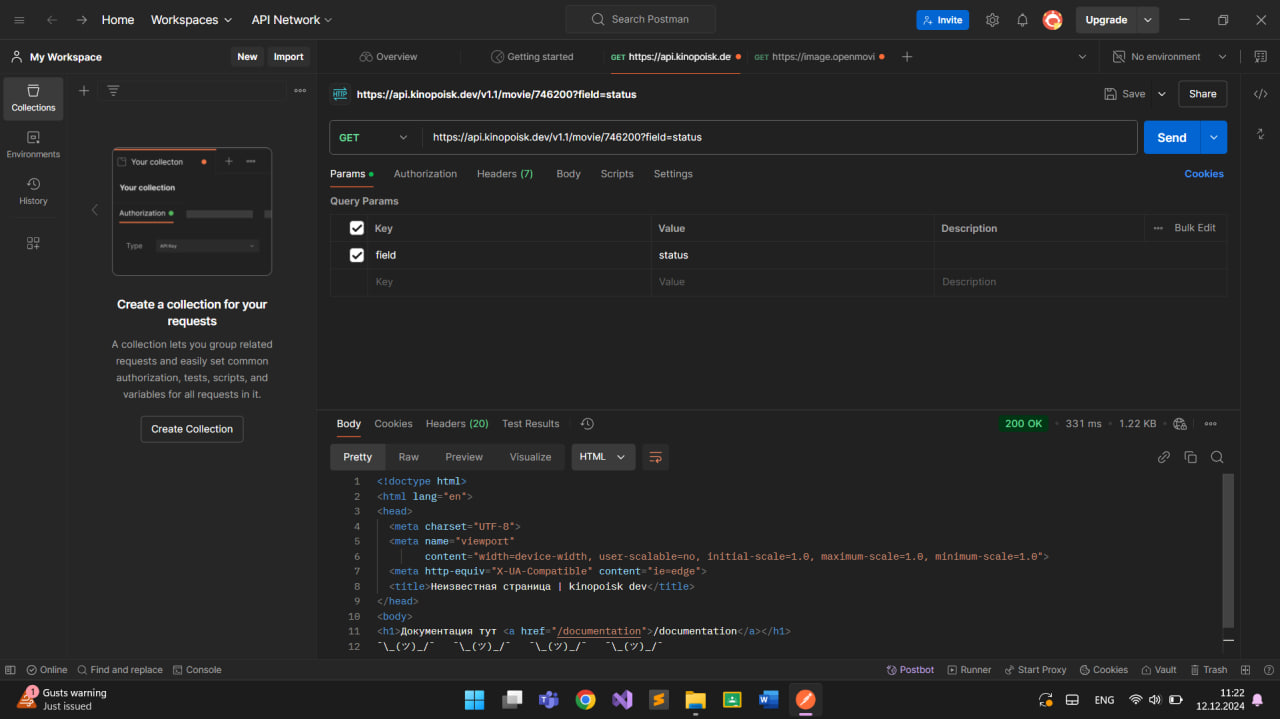 Home Workspaces API Network Search Postman Invite Upgrade
My Workspace New Import Overview Getting started GET https://api.kinopoisk.de GET https://image.openmovi No environment
Collections
Environments
History
Your collecton
Your collection
Authorization
Type API Key
Create a collection for your
requests
A collection lets you group related
requests and easily set common
authorization, tests, scripts, and
variables for all requests in it.
Create Collection
HTTP https://api.kinopoisk.dev/v1.1/movie/746200?field=status Save Share
GET https://api.kinopoisk.dev/v1.1/movie/746200?field=status Send
Params Authorization Headers (7) Body Scripts Settings Cookies
Query Params
Key Value Description Bulk Edit
field status
Key Value Description
Body Cookies Headers (20) Test Results 200 OK 331 ms 1.22 KB
Pretty Raw Preview Visualize HTML
1 <!doctype html>
2 <html lang="en">
3 <head>
4 <meta charset="UTF-8">
5 <meta name="viewport"
6 content="width=device-width, user-scalable=no, initial-scale=1.0, maximum-scale=1.0, minimum-scale=1.0">
7 <meta http-equiv="X-UA-Compatible" content="ie=edge">
8 <title>Неизвестная страница | kinopoisk dev</title>
9 </head>
10 <body>
11 <h1>Документация тут <a href="/documentation">/documentation</a></h1>
12 ¯\_(ツ)_/¯ ¯\_(ツ)_/¯ ¯\_(ツ)_/¯ ¯\_(ツ)_/¯
Online Find and replace Console Postbot Runner Start Proxy Cookies Vault Trash
1 Gusts warning
Just issued
ENG
11:22
12.12.2024